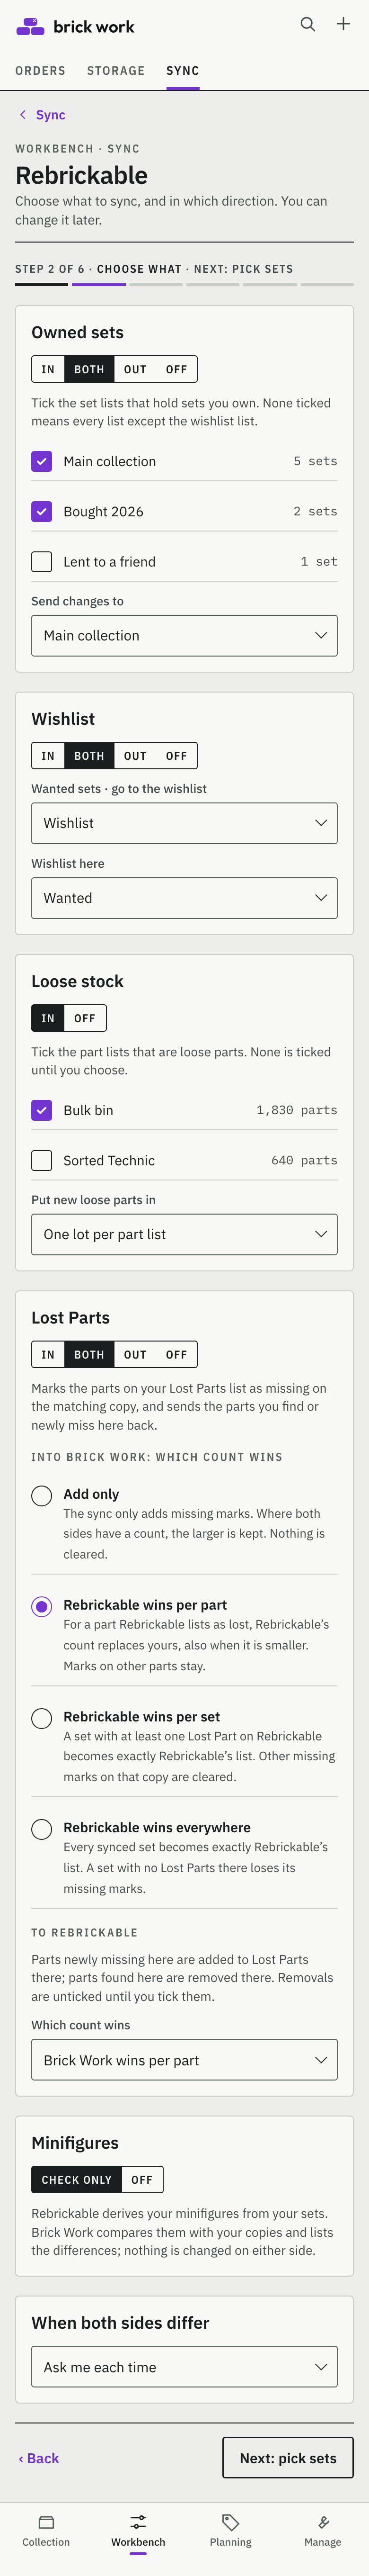 brick work
ORDERS STORAGE SYNC
‹ Sync
WORKBENCH · SYNC
Rebrickable
Choose what to sync, and in which direction. You can
change it later.
STEP 2 OF 6 · CHOOSE WHAT · NEXT: PICK SETS
Owned sets
IN BOTH OUT OFF
Tick the set lists that hold sets you own. None ticked
means every list except the wishlist list.
Main collection 5 sets
Bought 2026 2 sets
Lent to a friend 1 set
Send changes to
Main collection
Wishlist
IN BOTH OUT OFF
Wanted sets · go to the wishlist
Wishlist
Wishlist here
Wanted
Loose stock
IN OFF
Tick the part lists that are loose parts. None is ticked
until you choose.
Bulk bin 1,830 parts
Sorted Technic 640 parts
Put new loose parts in
One lot per part list
Lost Parts
IN BOTH OUT OFF
Marks the parts on your Lost Parts list as missing on
the matching copy, and sends the parts you find or
newly miss here back.
INTO BRICK WORK: WHICH COUNT WINS
Add only
The sync only adds missing marks. Where both
sides have a count, the larger is kept. Nothing is
cleared.
Rebrickable wins per part
For a part Rebrickable lists as lost, Rebrickable’s
count replaces yours, also when it is smaller.
Marks on other parts stay.
Rebrickable wins per set
A set with at least one Lost Part on Rebrickable
becomes exactly Rebrickable’s list. Other missing
marks on that copy are cleared.
Rebrickable wins everywhere
Every synced set becomes exactly Rebrickable’s
list. A set with no Lost Parts there loses its
missing marks.
TO REBRICKABLE
Parts newly missing here are added to Lost Parts
there; parts found here are removed there. Removals
are unticked until you tick them.
Which count wins
Brick Work wins per part
Minifigures
CHECK ONLY OFF
Rebrickable derives your minifigures from your sets.
Brick Work compares them with your copies and lists
the differences; nothing is changed on either side.
When both sides differ
Ask me each time
‹ Back Next: pick sets
Collection Workbench Planning Manage